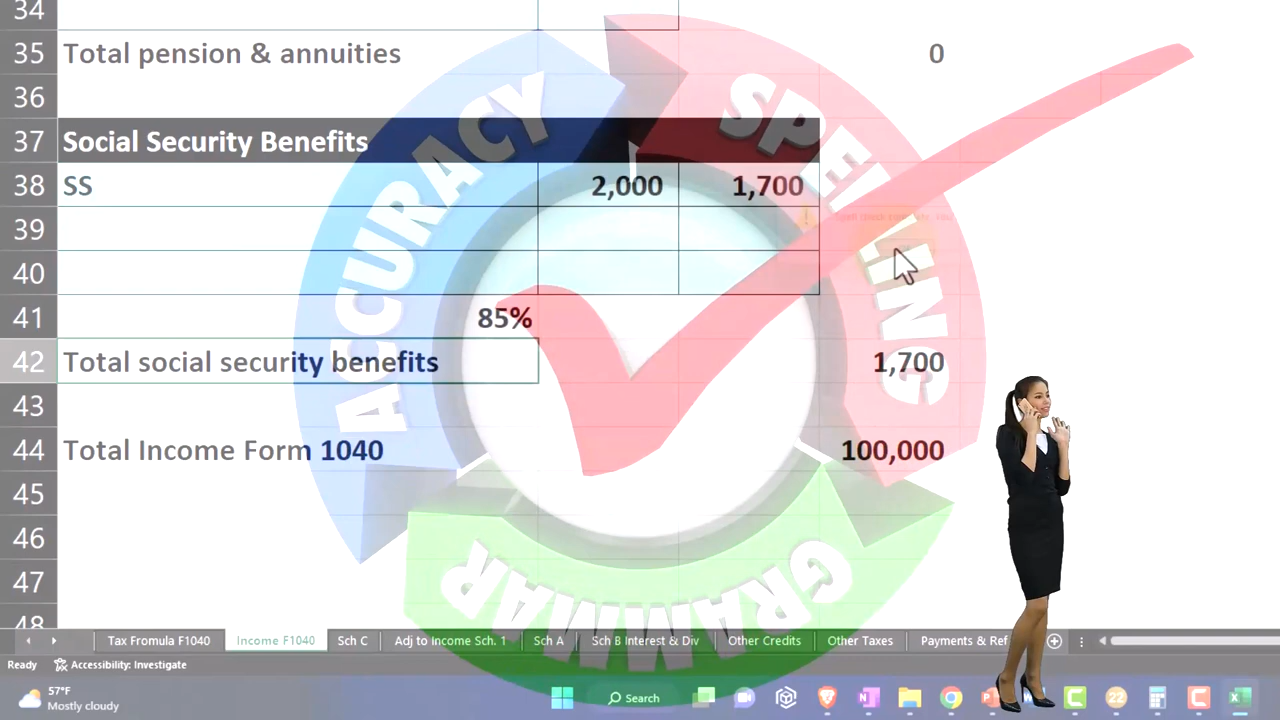 34
35 Total pension & annuities 0
36
37 Social Security Benefits
38 SS 2,000 1,700
39
40
41 85%
42 Total social security benefits 1,700
43
44 Total Income Form 1040 100,000
45
46
47
48
ACCURACY
SPELLING
GRAMMAR
Tax Fromula F1040 Income F1040 Sch C Adj to Income Sch. 1 Sch A Sch B Interest & Div Other Credits Other Taxes Payments & Ref
Ready Accessibility: Investigate
57°F
Mostly cloudy
Search
22